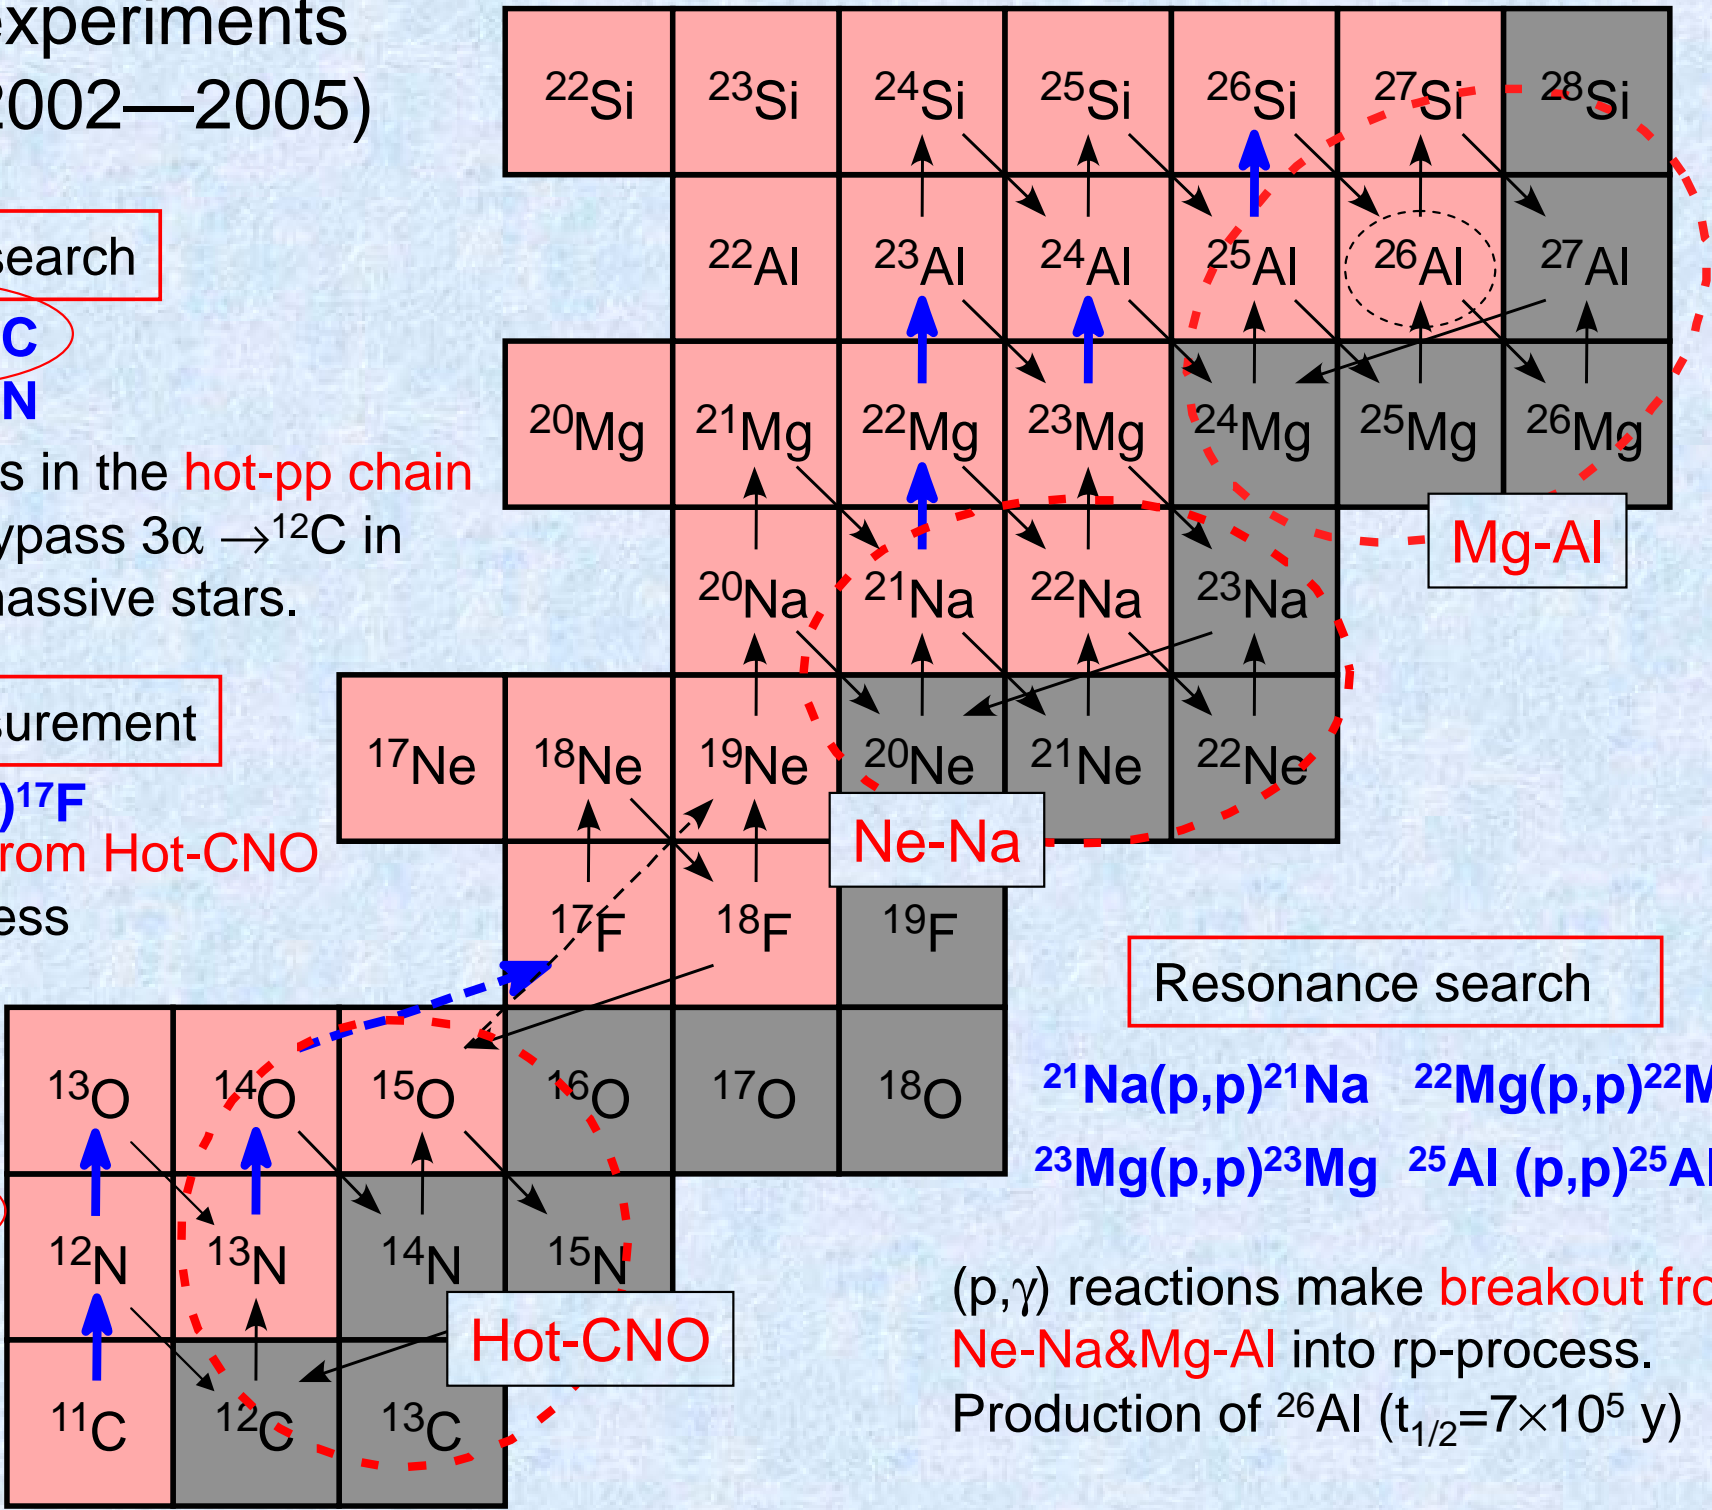 experiments
2002—2005)
search
C
N
s in the hot-pp chain
ypass 3α →¹²C in
massive stars.
surement
)¹⁷F
from Hot-CNO
ess
²²Si ²³Si ²⁴Si ²⁵Si ²⁶Si ²⁷Si ²⁸Si
²²Al ²³Al ²⁴Al ²⁵Al ²⁶Al ²⁷Al
²⁰Mg ²¹Mg ²²Mg ²³Mg ²⁴Mg ²⁵Mg ²⁶Mg
Mg-Al
²⁰Na ²¹Na ²²Na ²³Na
¹⁷Ne ¹⁸Ne ¹⁹Ne ²⁰Ne ²¹Ne ²²Ne
Ne-Na
¹⁷F ¹⁸F ¹⁹F
¹³O ¹⁴O ¹⁵O ¹⁶O ¹⁷O ¹⁸O
¹²N ¹³N ¹⁴N ¹⁵N
Hot-CNO
¹¹C ¹²C ¹³C
Resonance search
²¹Na(p,p)²¹Na ²²Mg(p,p)²²M
²³Mg(p,p)²³Mg ²⁵Al (p,p)²⁵Al
(p,γ) reactions make breakout fro
Ne-Na&Mg-Al into rp-process.
Production of ²⁶Al (t₁/₂=7×10⁵ y)